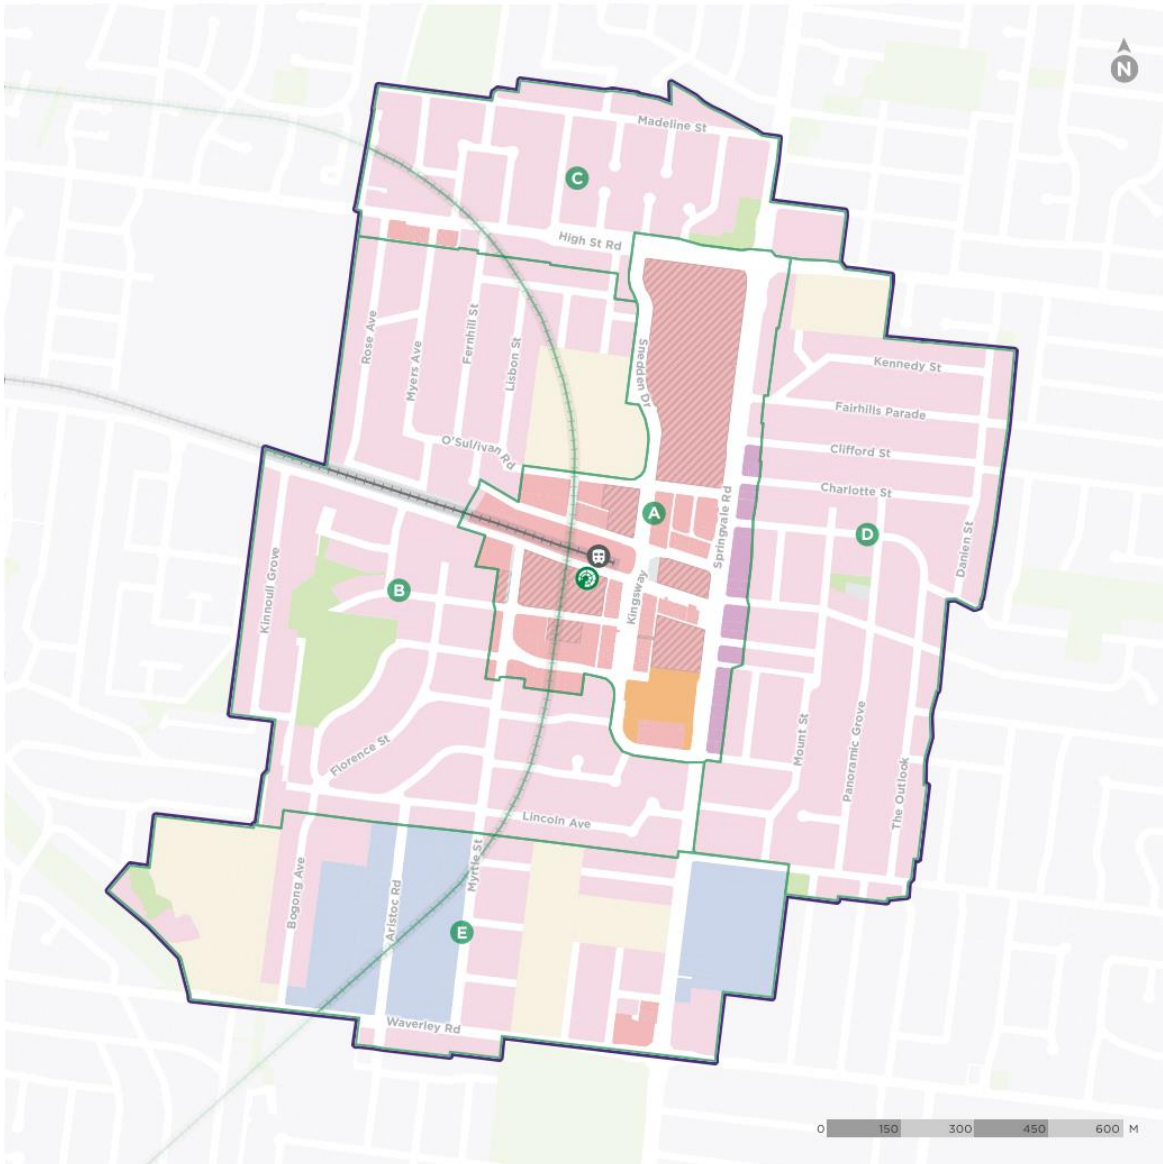 N
Madeline St
C
High St Rd
Rose Ave
Myers Ave
Fernhill St
Lisbon St
Snedden Dr
Kennedy St
Fairhills Parade
Clifford St
Charlotte St
O'Sullivan Rd
Springvale Rd
A
D
Danien St
Kinnoull Grove
B
Kingsway
Florence St
Mount St
Panoramic Grove
The Outlook
Lincoln Ave
Myrtle St
Bogong Ave
Aristoc Rd
E
Waverley Rd
0 150 300 450 600 M